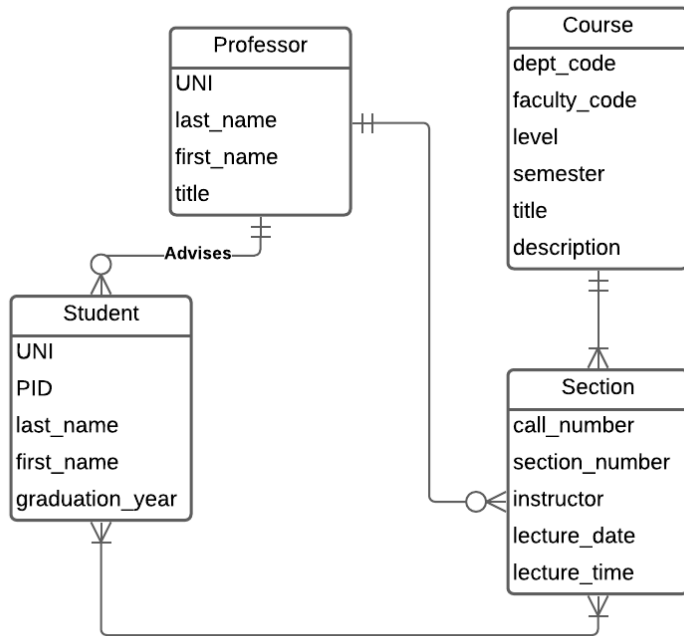 Professor
UNI
last_name
first_name
title
Course
dept_code
faculty_code
level
semester
title
description
Advises
Student
UNI
PID
last_name
first_name
graduation_year
Section
call_number
section_number
instructor
lecture_date
lecture_time